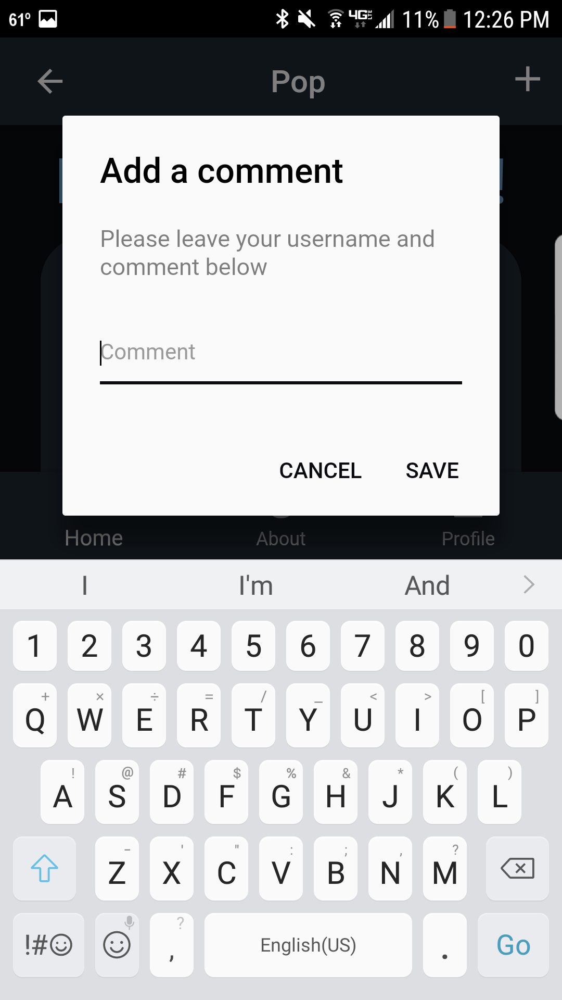 61° 4G LTE 11% 12:26 PM
Pop
!
Add a comment
Please leave your username and
comment below
Comment
CANCEL SAVE
Home About Profile
I I'm And
1 2 3 4 5 6 7 8 9 0
+ × ÷ = / _ < > [ ]
Q W E R T Y U I O P
! @ # $ % & * ( )
A S D F G H J K L
- ' " : ; , ?
Z X C V B N M
?
!# , English(US) . Go